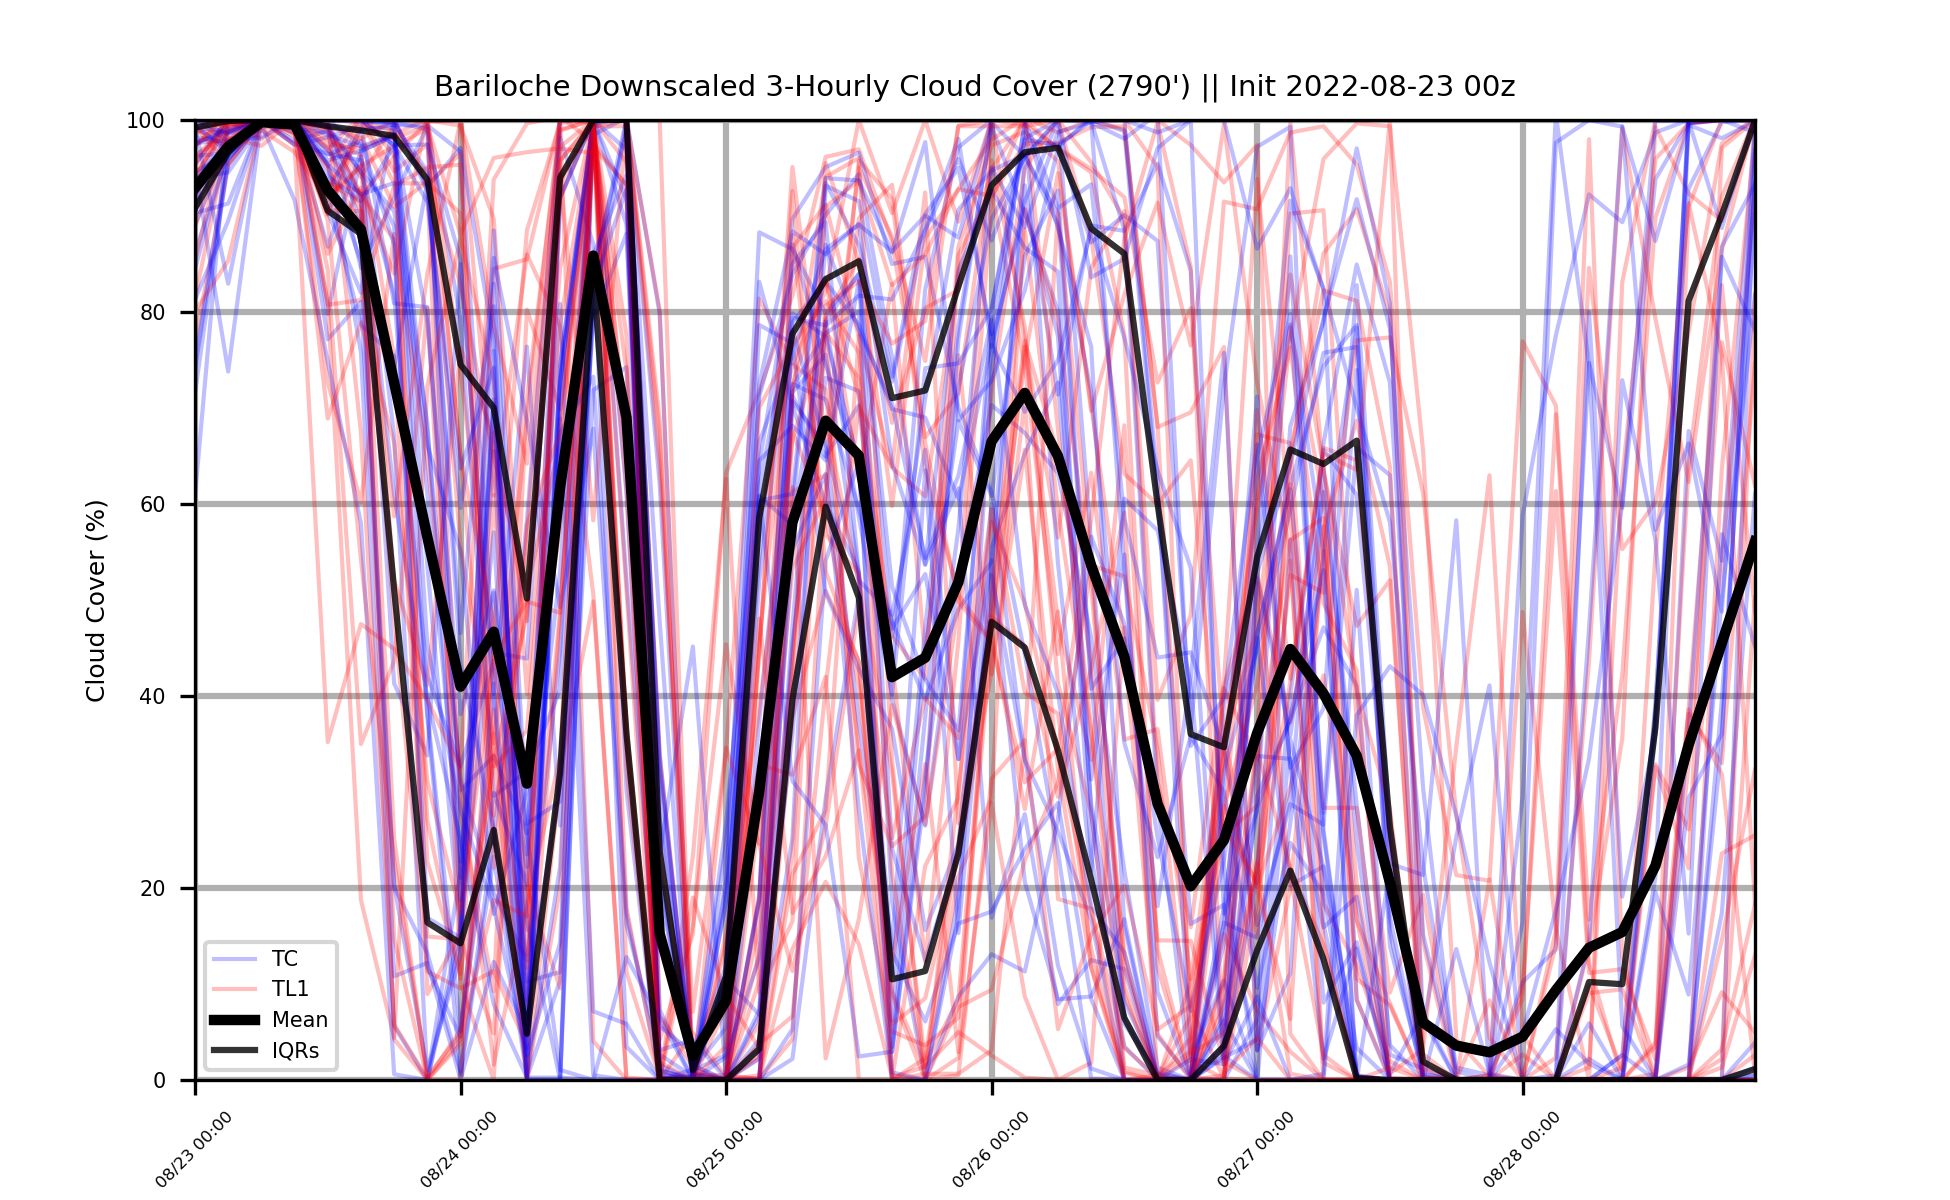 Bariloche Downscaled 3-Hourly Cloud Cover (2790') || Init 2022-08-23 00z
Cloud Cover (%)
100
80
60
40
20
0
TC
TL1
Mean
IQRs
08/23 00:00
08/24 00:00
08/25 00:00
08/26 00:00
08/27 00:00
08/28 00:00